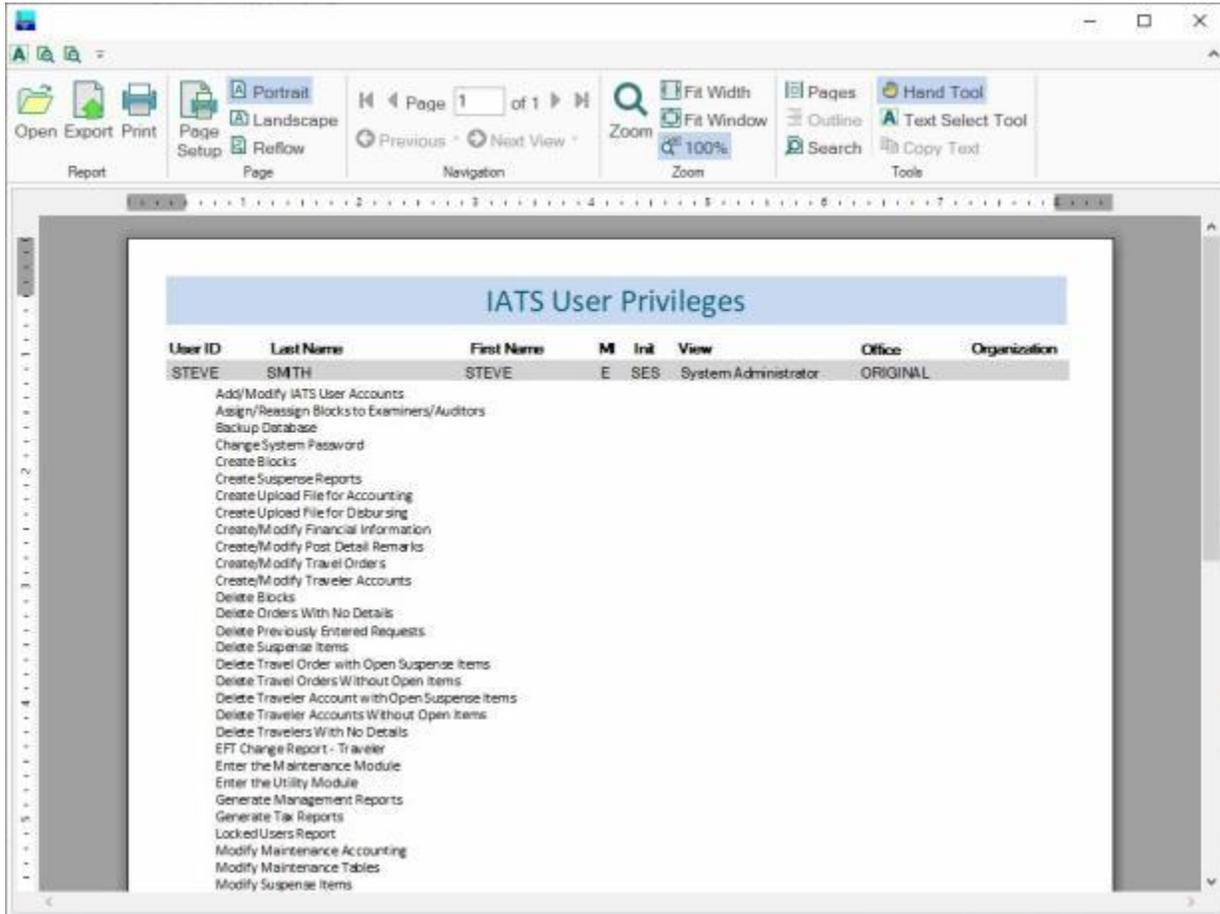 Open Export Print
Report
Page Setup
Portrait
Landscape
Reflow
Page
Page 1 of 1
Previous Next View
Navigation
Zoom
Fit Width
Fit Window
100%
Zoom
Pages
Outline
Search
Hand Tool
Text Select Tool
Copy Text
Tools
1 2 3 4 5 6 7 8
IATS User Privileges
User ID Last Name First Name MI Init View Office Organization
STEVE SMITH STEVE E SES System Administrator ORIGINAL
Add/Modify IATS User Accounts
Assign/Reassign Blocks to Examiners/Auditors
Backup Database
Change System Password
Create Blocks
Create Suspense Reports
Create Upload File for Accounting
Create Upload File for Disbursing
Create/Modify Financial Information
Create/Modify Post Detail Remarks
Create/Modify Travel Orders
Create/Modify Traveler Accounts
Delete Blocks
Delete Orders With No Details
Delete Previously Entered Requests
Delete Suspense Items
Delete Travel Order with Open Suspense Items
Delete Travel Orders Without Open Items
Delete Traveler Account with Open Suspense Items
Delete Traveler Accounts Without Open Items
Delete Travelers With No Details
EFT Change Report - Traveler
Enter the Maintenance Module
Enter the Utility Module
Generate Management Reports
Generate Tax Reports
Locked Users Report
Modify Maintenance Accounting
Modify Maintenance Tables
Modify Suspense Items